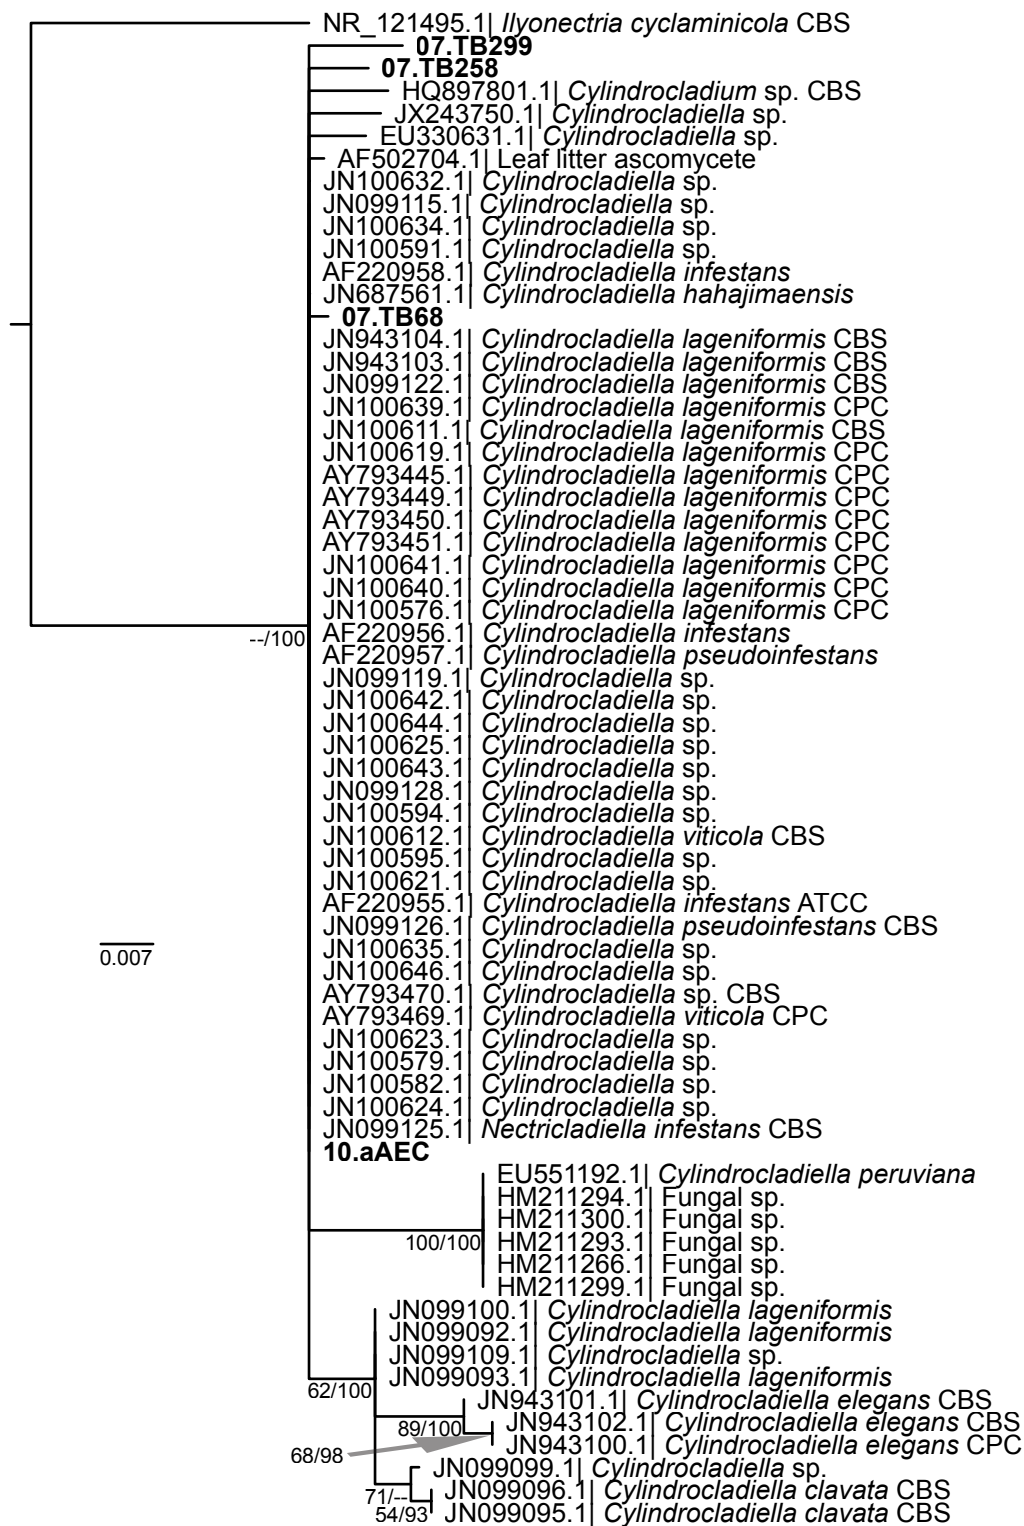 NR_121495.1| Ilyonectria cyclaminicola CBS
07.TB299
07.TB258
HQ897801.1| Cylindrocladium sp. CBS
JX243750.1| Cylindrocladiella sp.
EU330631.1| Cylindrocladiella sp.
AF502704.1| Leaf litter ascomycete
JN100632.1| Cylindrocladiella sp.
JN099115.1| Cylindrocladiella sp.
JN100634.1| Cylindrocladiella sp.
JN100591.1| Cylindrocladiella sp.
AF220958.1| Cylindrocladiella infestans
JN687561.1| Cylindrocladiella hahajimaensis
07.TB68
JN943104.1| Cylindrocladiella lageniformis CBS
JN943103.1| Cylindrocladiella lageniformis CBS
JN099122.1| Cylindrocladiella lageniformis CBS
JN100639.1| Cylindrocladiella lageniformis CPC
JN100611.1| Cylindrocladiella lageniformis CBS
JN100619.1| Cylindrocladiella lageniformis CPC
AY793445.1| Cylindrocladiella lageniformis CPC
AY793449.1| Cylindrocladiella lageniformis CPC
AY793450.1| Cylindrocladiella lageniformis CPC
AY793451.1| Cylindrocladiella lageniformis CPC
JN100641.1| Cylindrocladiella lageniformis CPC
JN100640.1| Cylindrocladiella lageniformis CPC
JN100576.1| Cylindrocladiella lageniformis CPC
--/100
AF220956.1| Cylindrocladiella infestans
AF220957.1| Cylindrocladiella pseudoinfestans
JN099119.1| Cylindrocladiella sp.
JN100642.1| Cylindrocladiella sp.
JN100644.1| Cylindrocladiella sp.
JN100625.1| Cylindrocladiella sp.
JN100643.1| Cylindrocladiella sp.
JN099128.1| Cylindrocladiella sp.
JN100594.1| Cylindrocladiella sp.
JN100612.1| Cylindrocladiella viticola CBS
JN100595.1| Cylindrocladiella sp.
JN100621.1| Cylindrocladiella sp.
AF220955.1| Cylindrocladiella infestans ATCC
JN099126.1| Cylindrocladiella pseudoinfestans CBS
JN100635.1| Cylindrocladiella sp.
0.007
JN100646.1| Cylindrocladiella sp.
AY793470.1| Cylindrocladiella sp. CBS
AY793469.1| Cylindrocladiella viticola CPC
JN100623.1| Cylindrocladiella sp.
JN100579.1| Cylindrocladiella sp.
JN100582.1| Cylindrocladiella sp.
JN100624.1| Cylindrocladiella sp.
JN099125.1| Nectricladiella infestans CBS
10.aAEC
EU551192.1| Cylindrocladiella peruviana
HM211294.1| Fungal sp.
HM211300.1| Fungal sp.
100/100
HM211293.1| Fungal sp.
HM211266.1| Fungal sp.
HM211299.1| Fungal sp.
JN099100.1| Cylindrocladiella lageniformis
JN099092.1| Cylindrocladiella lageniformis
JN099109.1| Cylindrocladiella sp.
JN099093.1| Cylindrocladiella lageniformis
62/100
JN943101.1| Cylindrocladiella elegans CBS
JN943102.1| Cylindrocladiella elegans CBS
89/100
JN943100.1| Cylindrocladiella elegans CPC
68/98
JN099099.1| Cylindrocladiella sp.
JN099096.1| Cylindrocladiella clavata CBS
71/--
JN099095.1| Cylindrocladiella clavata CBS
54/93